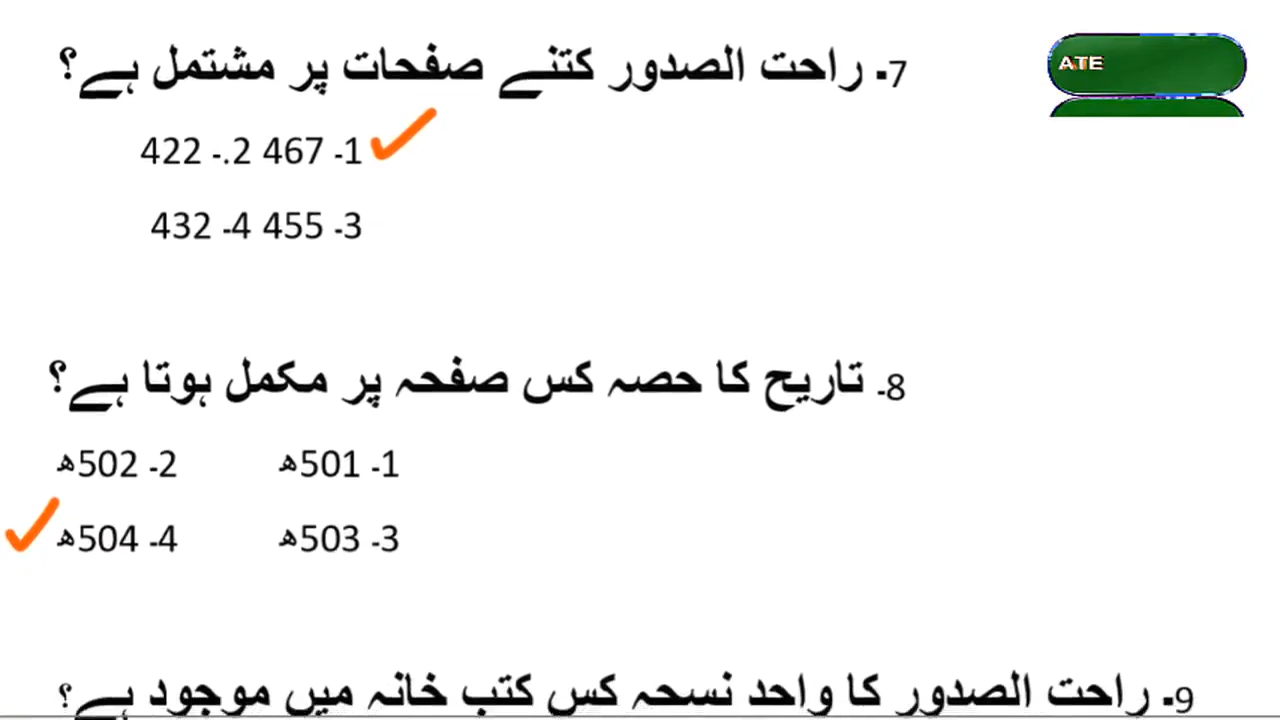 ATE
7- راحت الصدور کتنے صفحات پر مشتمل ہے؟
1- 467 2.- 422
3- 455 4- 432
8- تاریح کا حصہ کس صفحہ پر مکمل ہوتا ہے؟
1- 501ھ 2- 502ھ
3- 503ھ 4- 504ھ
9- راحت الصدور کا واحد نسحہ کس کتب خانہ میں موجود ہے؟